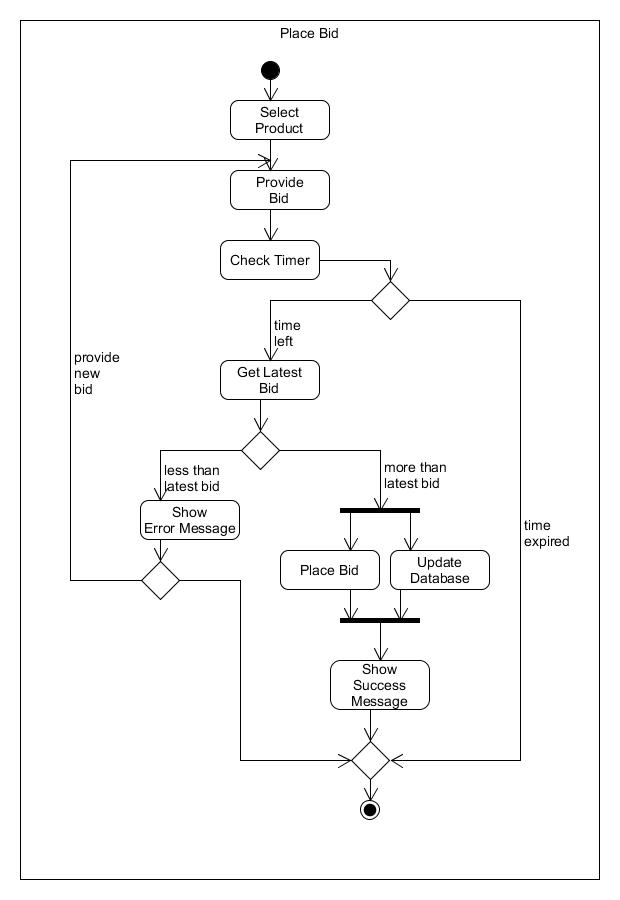 Place Bid
Select
Product
Provide
Bid
Check Timer
time
left
provide
new
bid
Get Latest
Bid
less than
latest bid
more than
latest bid
Show
Error Message
time
expired
Place Bid
Update
Database
Show
Success
Message